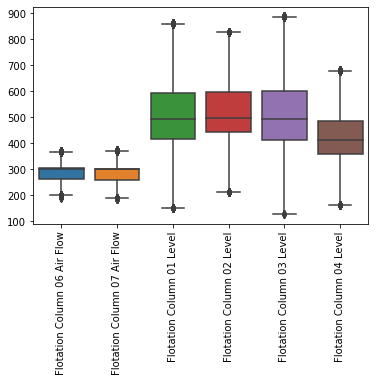 900
800
700
600
500
400
300
200
100
Flotation Column 06 Air Flow
Flotation Column 07 Air Flow
Flotation Column 01 Level
Flotation Column 02 Level
Flotation Column 03 Level
Flotation Column 04 Level